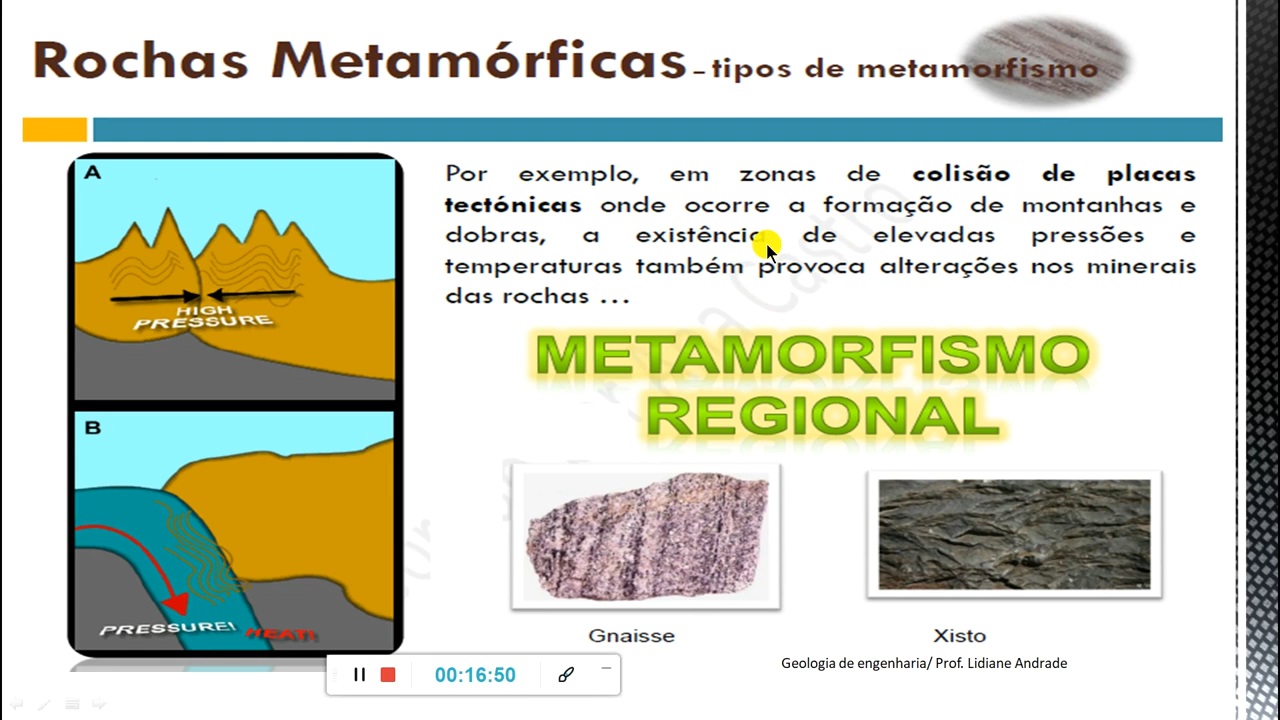 Rochas Metamórficas – tipos de metamorfismo
A
HIGH
PRESSURE
B
PRESSURE!
HEAT!
Por exemplo, em zonas de colisão de placas
tectónicas onde ocorre a formação de montanhas e
dobras, a existência de elevadas pressões e
temperaturas também provoca alterações nos minerais
das rochas ...
METAMORFISMO
REGIONAL
Gnaisse
Xisto
Geologia de engenharia/ Prof. Lidiane Andrade
00:16:50